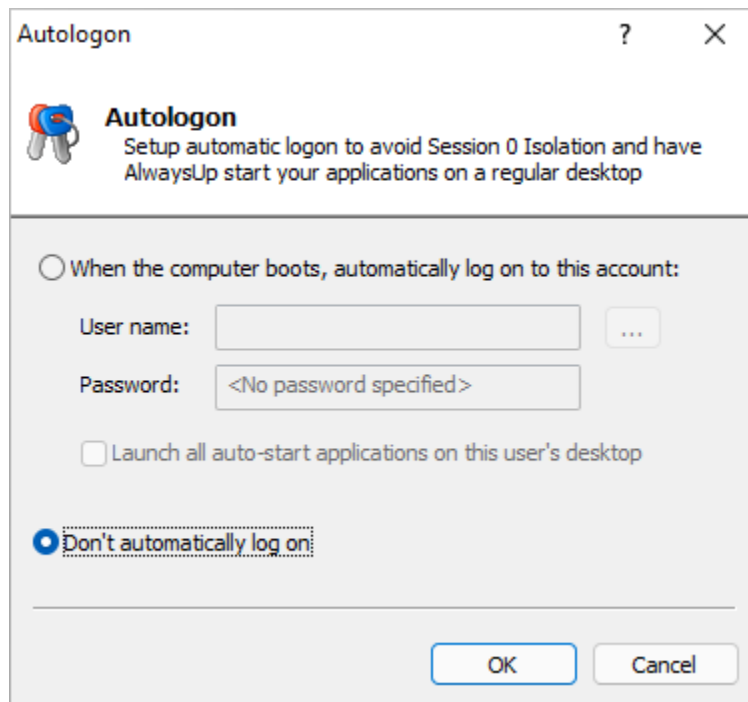 Autologon
?
Autologon
Setup automatic logon to avoid Session 0 Isolation and have
AlwaysUp start your applications on a regular desktop
When the computer boots, automatically log on to this account:
User name:
...
Password:
<No password specified>
Launch all auto-start applications on this user's desktop
Don't automatically log on
OK
Cancel